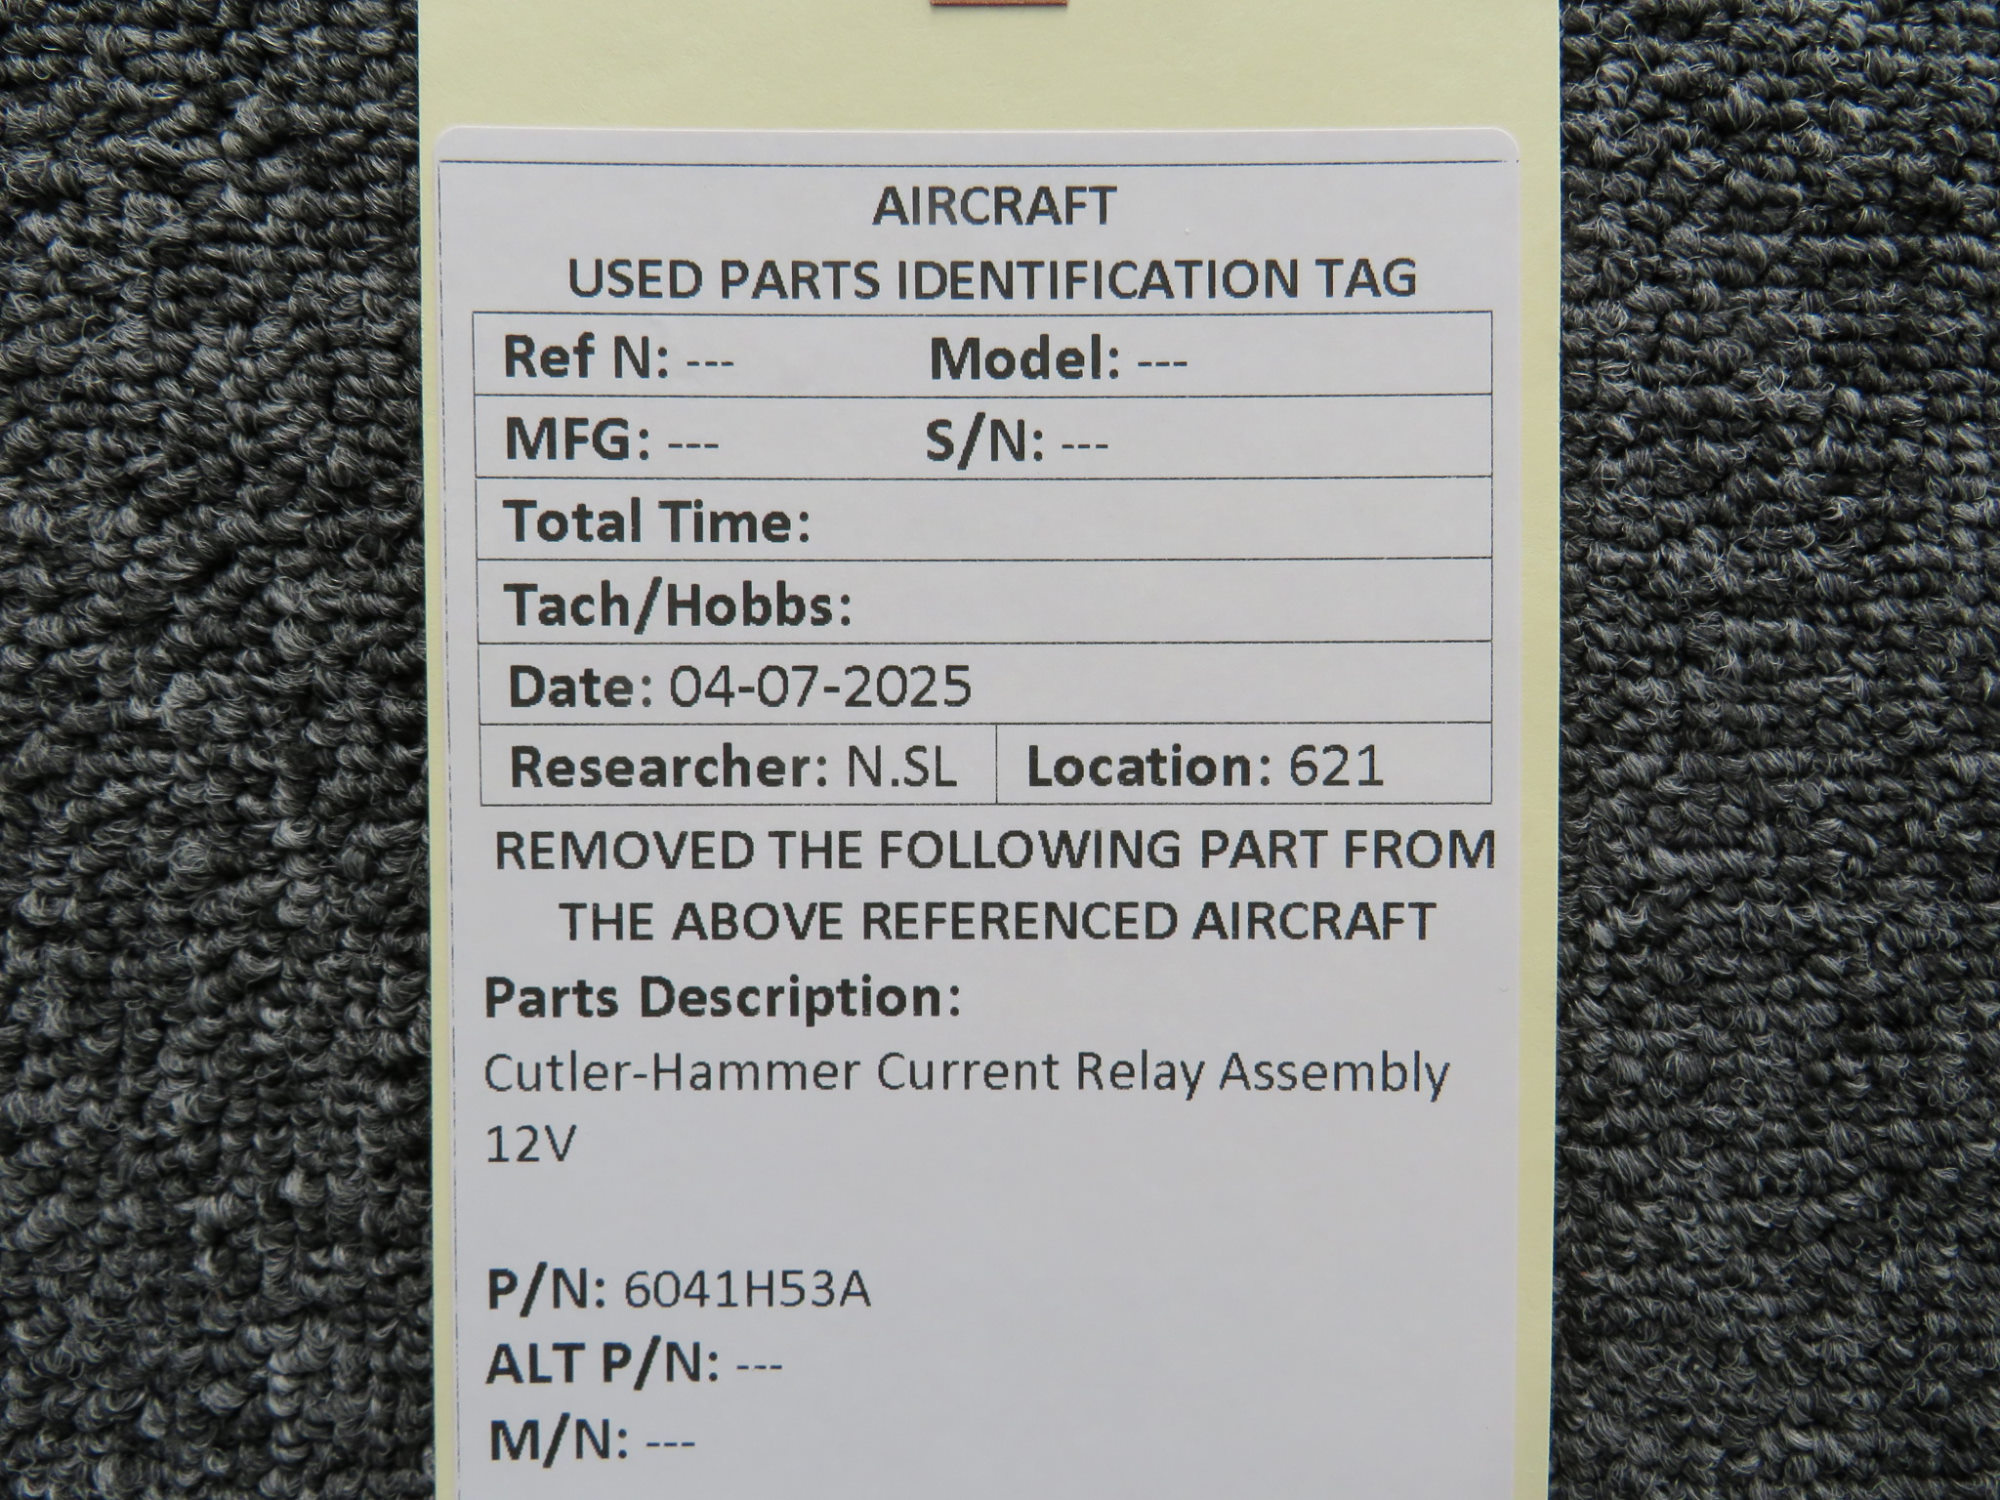 AIRCRAFT
USED PARTS IDENTIFICATION TAG
Ref N: --- Model: ---
MFG: --- S/N: ---
Total Time:
Tach/Hobbs:
Date: 04-07-2025
Researcher: N.SL Location: 621
REMOVED THE FOLLOWING PART FROM
THE ABOVE REFERENCED AIRCRAFT
Parts Description:
Cutler-Hammer Current Relay Assembly
12V
P/N: 6041H53A
ALT P/N: ---
M/N: ---